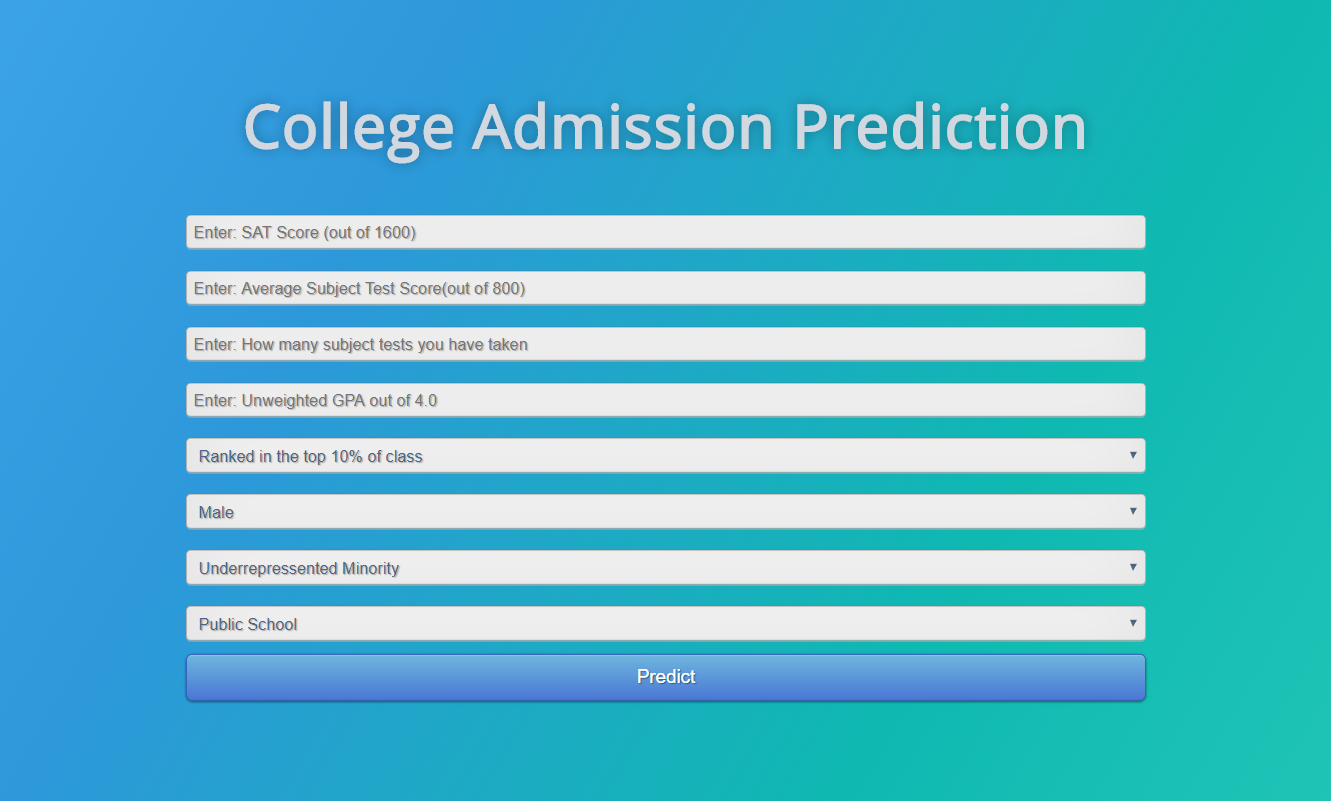 College Admission Prediction
Enter: SAT Score (out of 1600)
Enter: Average Subject Test Score(out of 800)
Enter: How many subject tests you have taken
Enter: Unweighted GPA out of 4.0
Ranked in the top 10% of class
Male
Underrepressented Minority
Public School
Predict